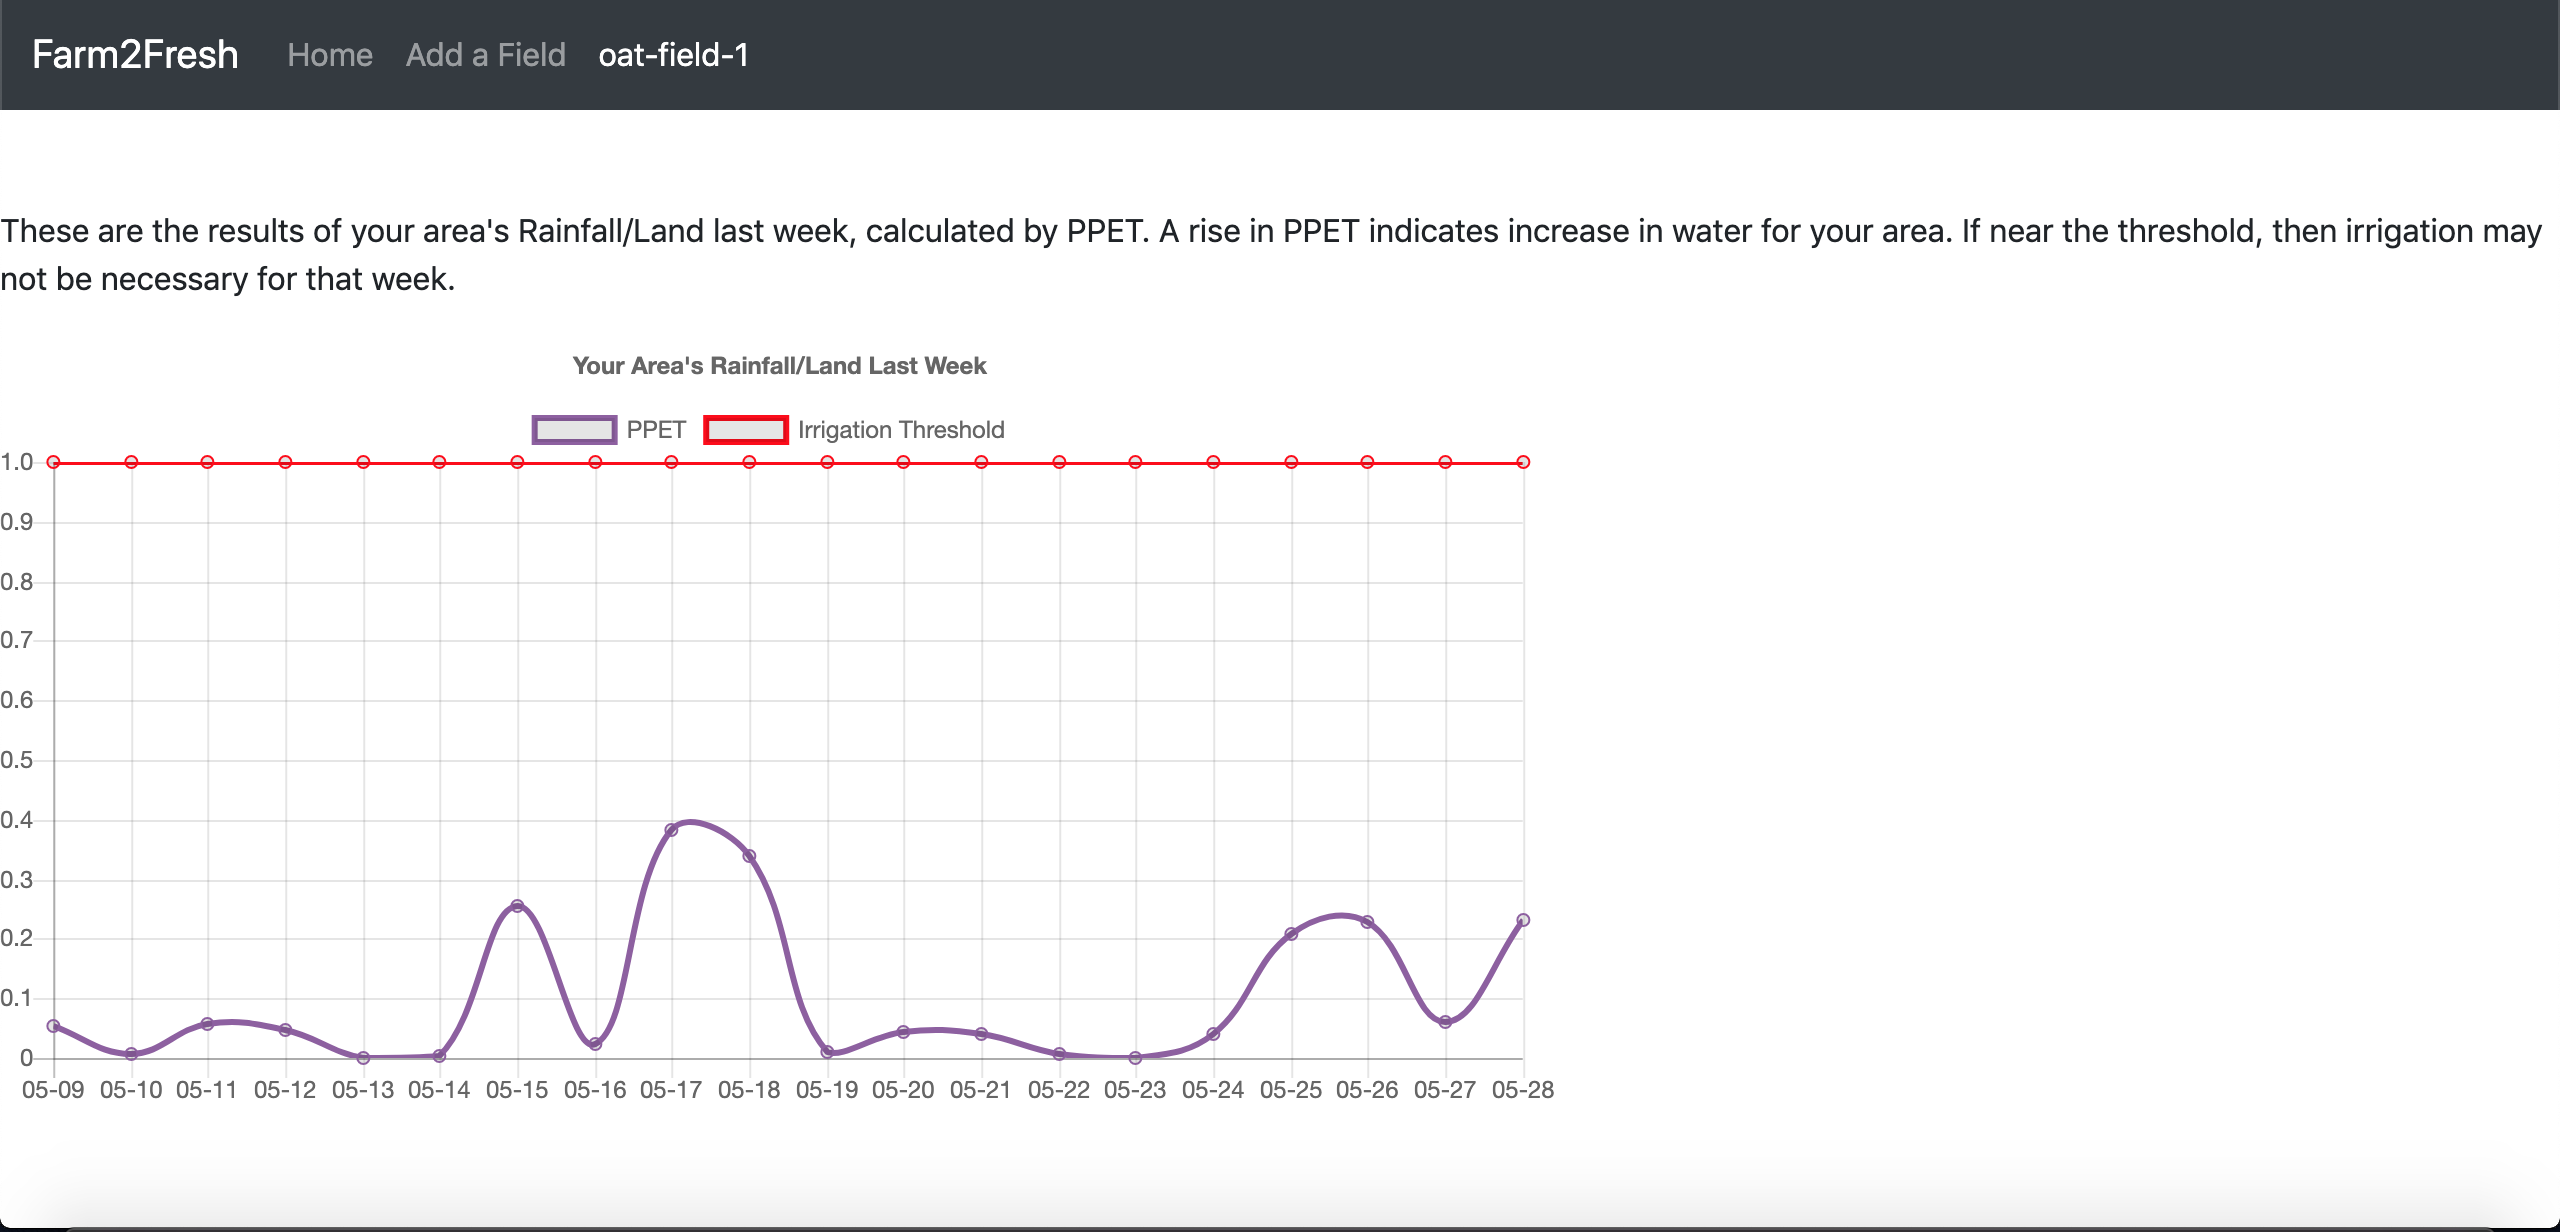 Farm2Fresh Home Add a Field oat-field-1
These are the results of your area's Rainfall/Land last week, calculated by PPET. A rise in PPET indicates increase in water for your area. If near the threshold, then irrigation may
not be necessary for that week.
Your Area's Rainfall/Land Last Week
PPET Irrigation Threshold
1.0
0.9
0.8
0.7
0.6
0.5
0.4
0.3
0.2
0.1
0
05-09 05-10 05-11 05-12 05-13 05-14 05-15 05-16 05-17 05-18 05-19 05-20 05-21 05-22 05-23 05-24 05-25 05-26 05-27 05-28